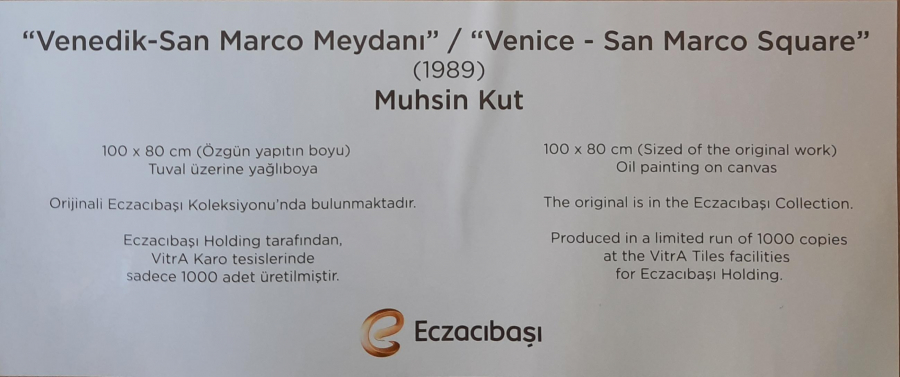 “Venedik-San Marco Meydanı” / “Venice - San Marco Square”
(1989)
Muhsin Kut
100 x 80 cm (Özgün yapıtın boyu)
Tuval üzerine yağlıboya
Orijinali Eczacıbaşı Koleksiyonu’nda bulunmaktadır.
Eczacıbaşı Holding tarafından,
VitrA Karo tesislerinde
sadece 1000 adet üretilmiştir.
100 x 80 cm (Sized of the original work)
Oil painting on canvas
The original is in the Eczacıbaşı Collection.
Produced in a limited run of 1000 copies
at the VitrA Tiles facilities
for Eczacıbaşı Holding.
Eczacıbaşı